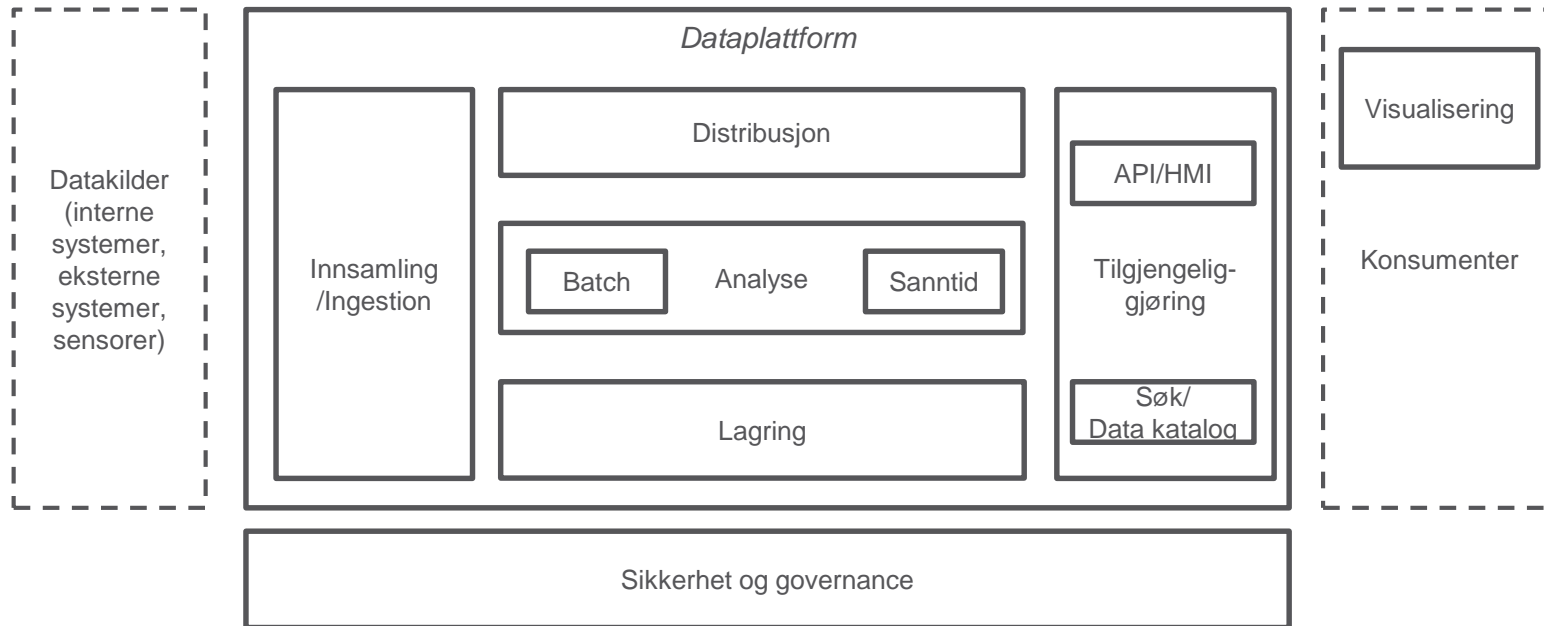 Dataplattform
Datakilder
(interne
systemer,
eksterne
systemer,
sensorer)
Innsamling
/Ingestion
Distribusjon
Batch
Analyse
Sanntid
Lagring
API/HMI
Tilgjengelig-
gjøring
Søk/
Data katalog
Visualisering
Konsumenter
Sikkerhet og governance